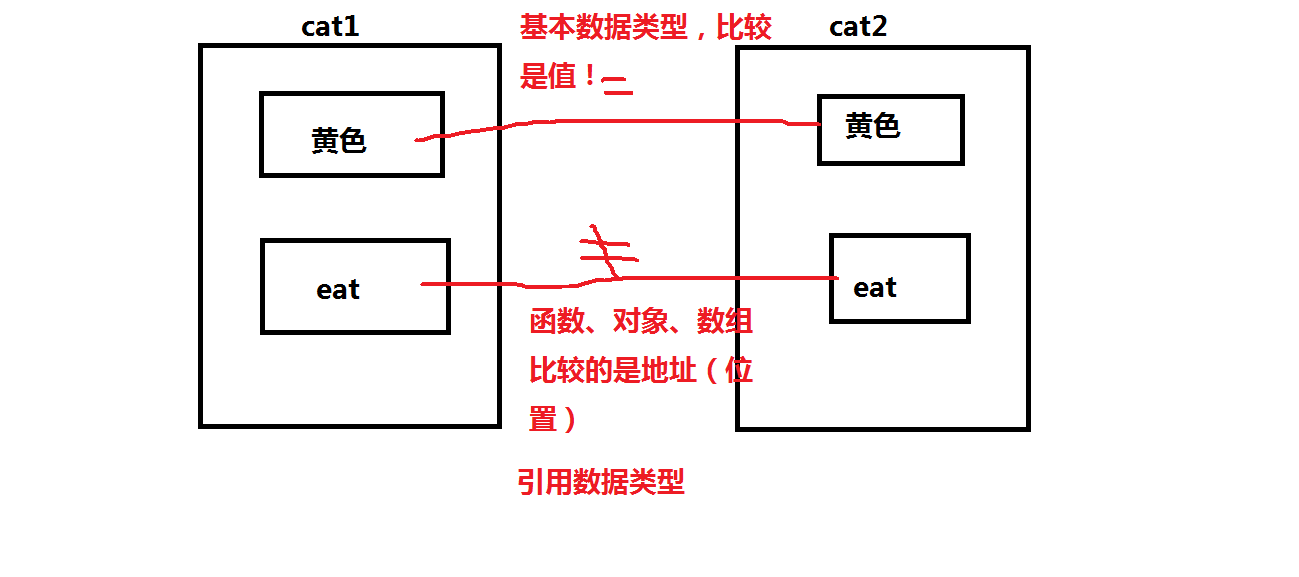 cat1
基本数据类型，比较
是值！=
cat2
黄色
黄色
≠
eat
eat
函数、对象、数组
比较的是地址（位
置）
引用数据类型